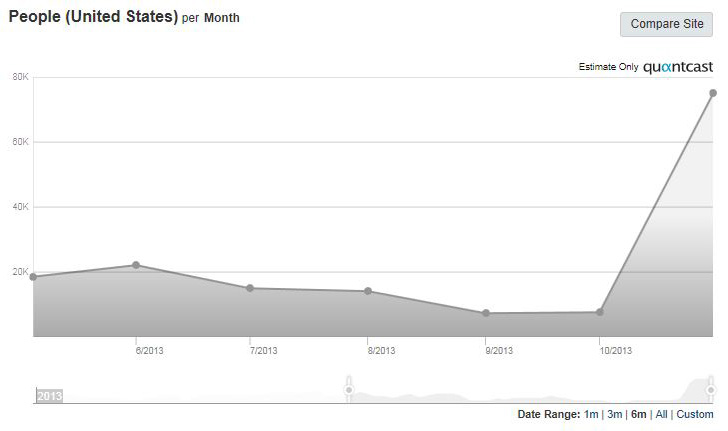 People (United States) per Month
Compare Site
Estimate Only quantcast
80K
60K
40K
20K
6/2013 7/2013 8/2013 9/2013 10/2013
2013
Date Range: 1m | 3m | 6m | All | Custom